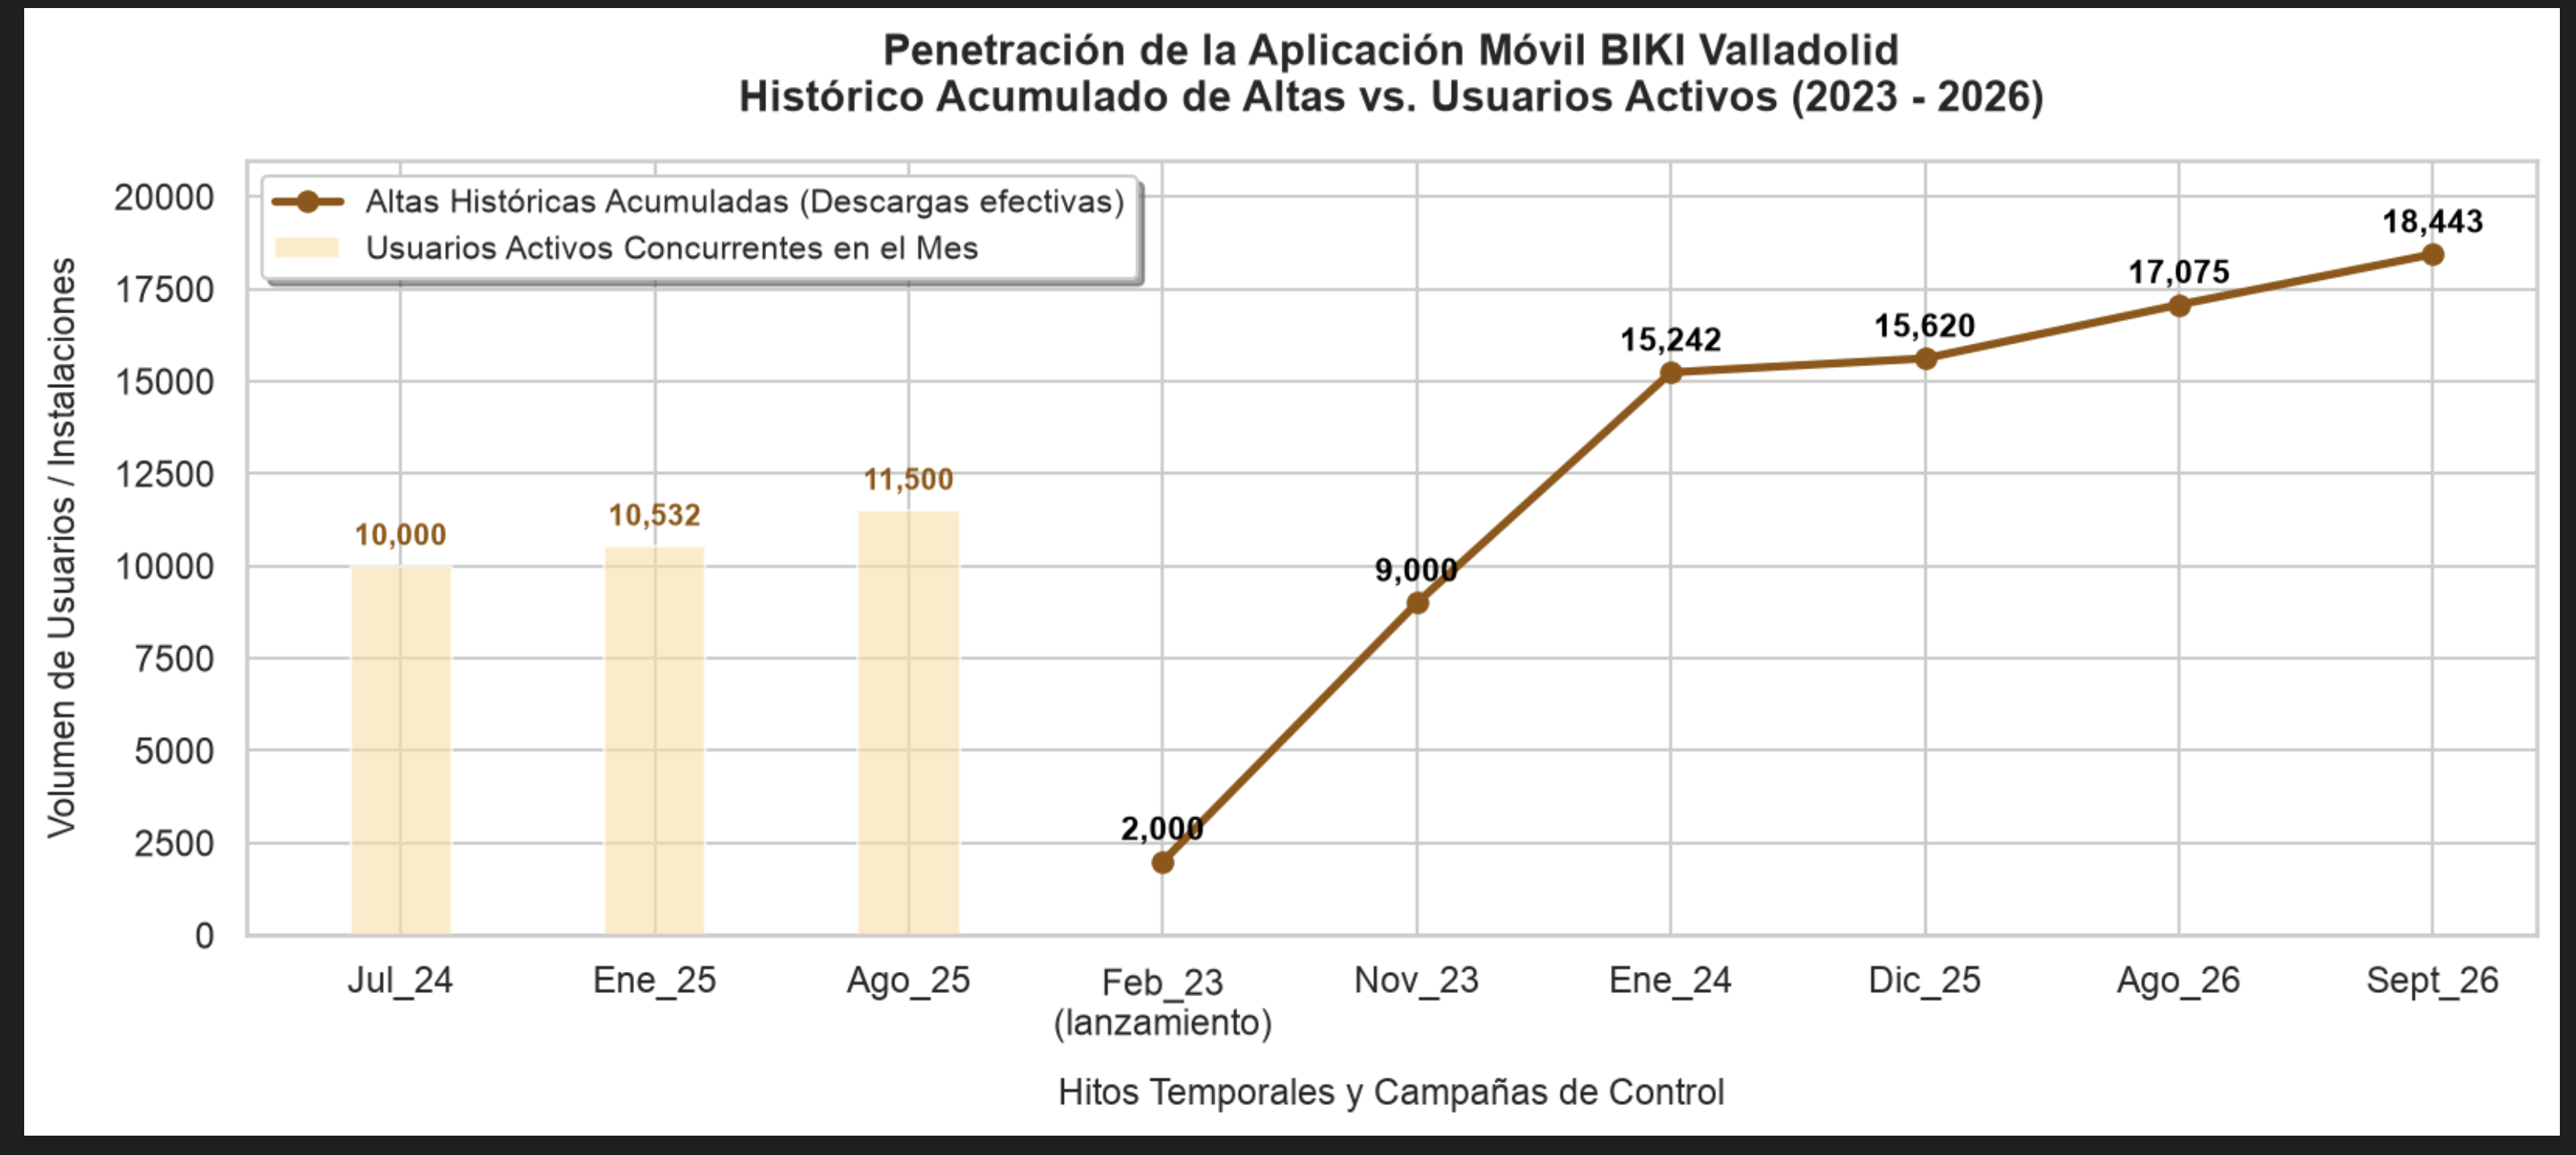 Penetración de la Aplicación Móvil BIKI Valladolid
Histórico Acumulado de Altas vs. Usuarios Activos (2023 - 2026)
Altas Históricas Acumuladas (Descargas efectivas)
Usuarios Activos Concurrentes en el Mes
Volumen de Usuarios / Instalaciones
20000
17500
15000
12500
10000
7500
5000
2500
0
10,000
10,532
11,500
2,000
9,000
15,242
15,620
17,075
18,443
Jul_24
Ene_25
Ago_25
Feb_23
(lanzamiento)
Nov_23
Ene_24
Dic_25
Ago_26
Sept_26
Hitos Temporales y Campañas de Control